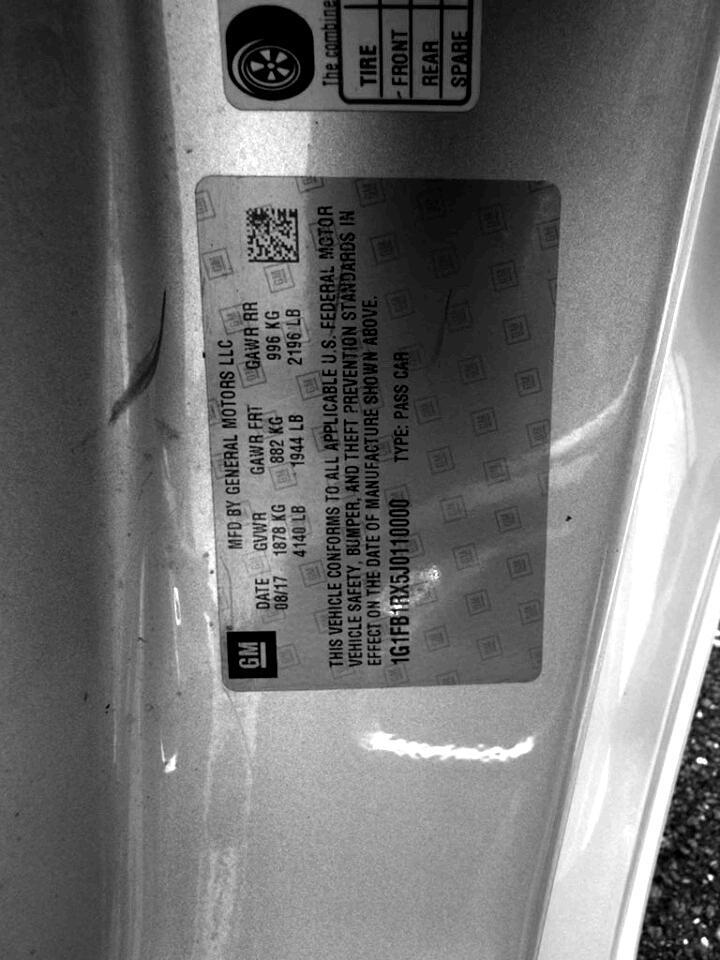 The combine
TIRE
FRONT
REAR
SPARE
GM
MFD BY GENERAL MOTORS LLC
DATE GVWR GAWR FRT GAWR RR
08/17 1878 KG 882 KG 996 KG
4140 LB 1944 LB 2196 LB
THIS VEHICLE CONFORMS TO ALL APPLICABLE U.S. FEDERAL MOTOR
VEHICLE SAFETY, BUMPER, AND THEFT PREVENTION STANDARDS IN
EFFECT ON THE DATE OF MANUFACTURE SHOWN ABOVE.
1G1FB1RX5J0110000 TYPE: PASS CAR